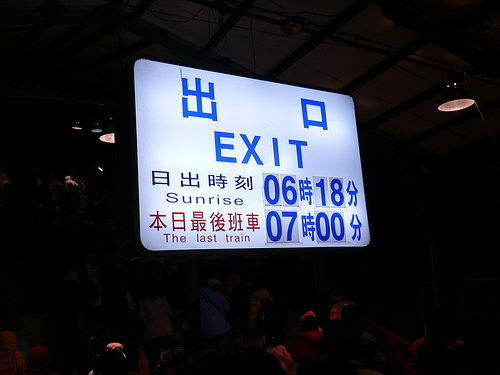 出 口
EXIT
日出時刻 06時18分
Sunrise
本日最後班車 07時00分
The last train